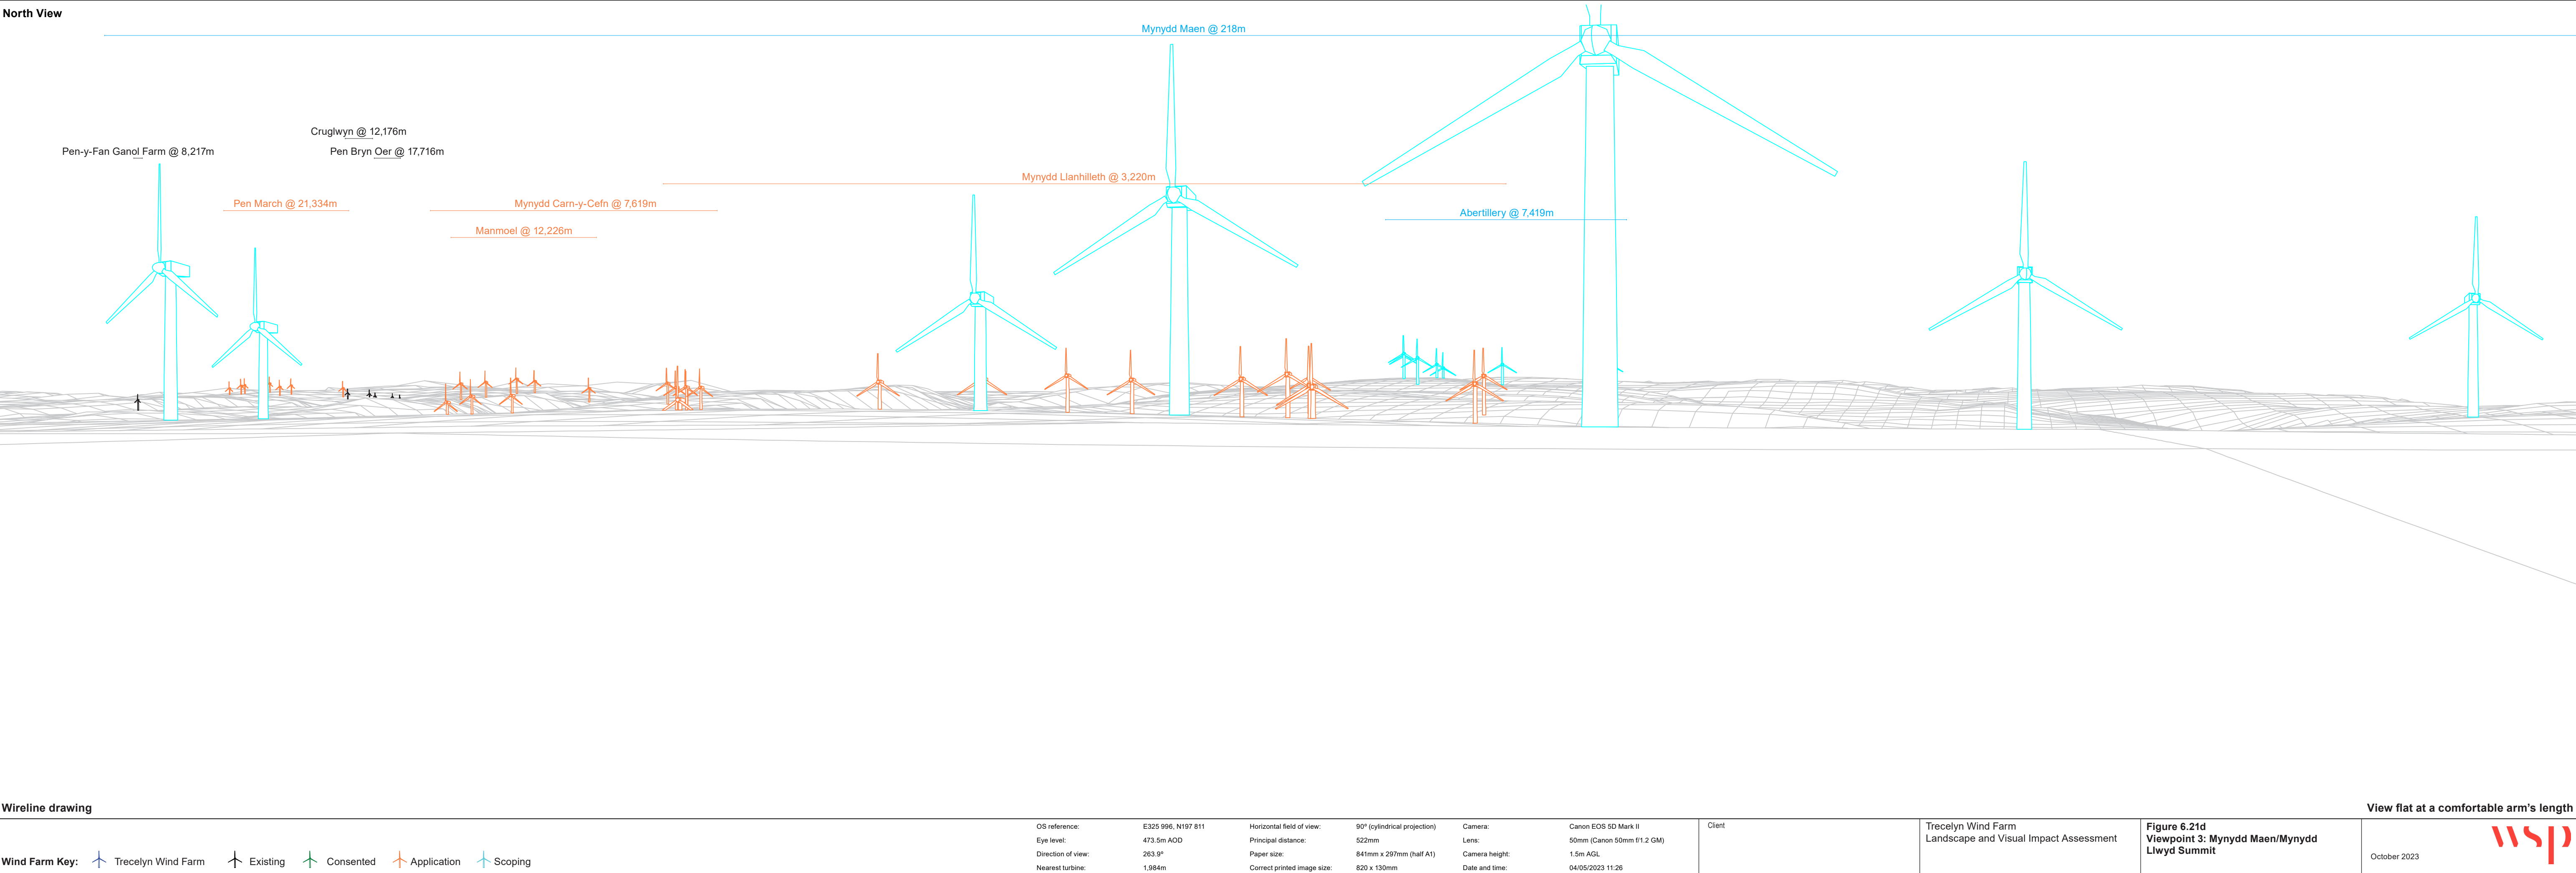 North View
Mynydd Maen @ 218m
Cruglwyn @ 12,176m
Pen-y-Fan Ganol Farm @ 8,217m
Pen Bryn Oer @ 17,716m
Mynydd Llanhilleth @ 3,220m
Pen March @ 21,334m
Mynydd Carn-y-Cefn @ 7,619m
Abertillery @ 7,419m
Manmoel @ 12,226m
Wireline drawing
View flat at a comfortable arm's length
Wind Farm Key:
Trecelyn Wind Farm
Existing
Consented
Application
Scoping
OS reference: E325 996, N197 811
Eye level: 473.5m AOD
Direction of view: 263.9º
Nearest turbine: 1,984m
Horizontal field of view: 90º (cylindrical projection)
Principal distance: 522mm
Paper size: 841mm x 297mm (half A1)
Correct printed image size: 820 x 130mm
Camera: Canon EOS 5D Mark II
Lens: 50mm (Canon 50mm f/1.2 GM)
Camera height: 1.5m AGL
Date and time: 04/05/2023 11:26
Client
Trecelyn Wind Farm
Landscape and Visual Impact Assessment
Figure 6.21d
Viewpoint 3: Mynydd Maen/Mynydd
Llwyd Summit
October 2023
wsp